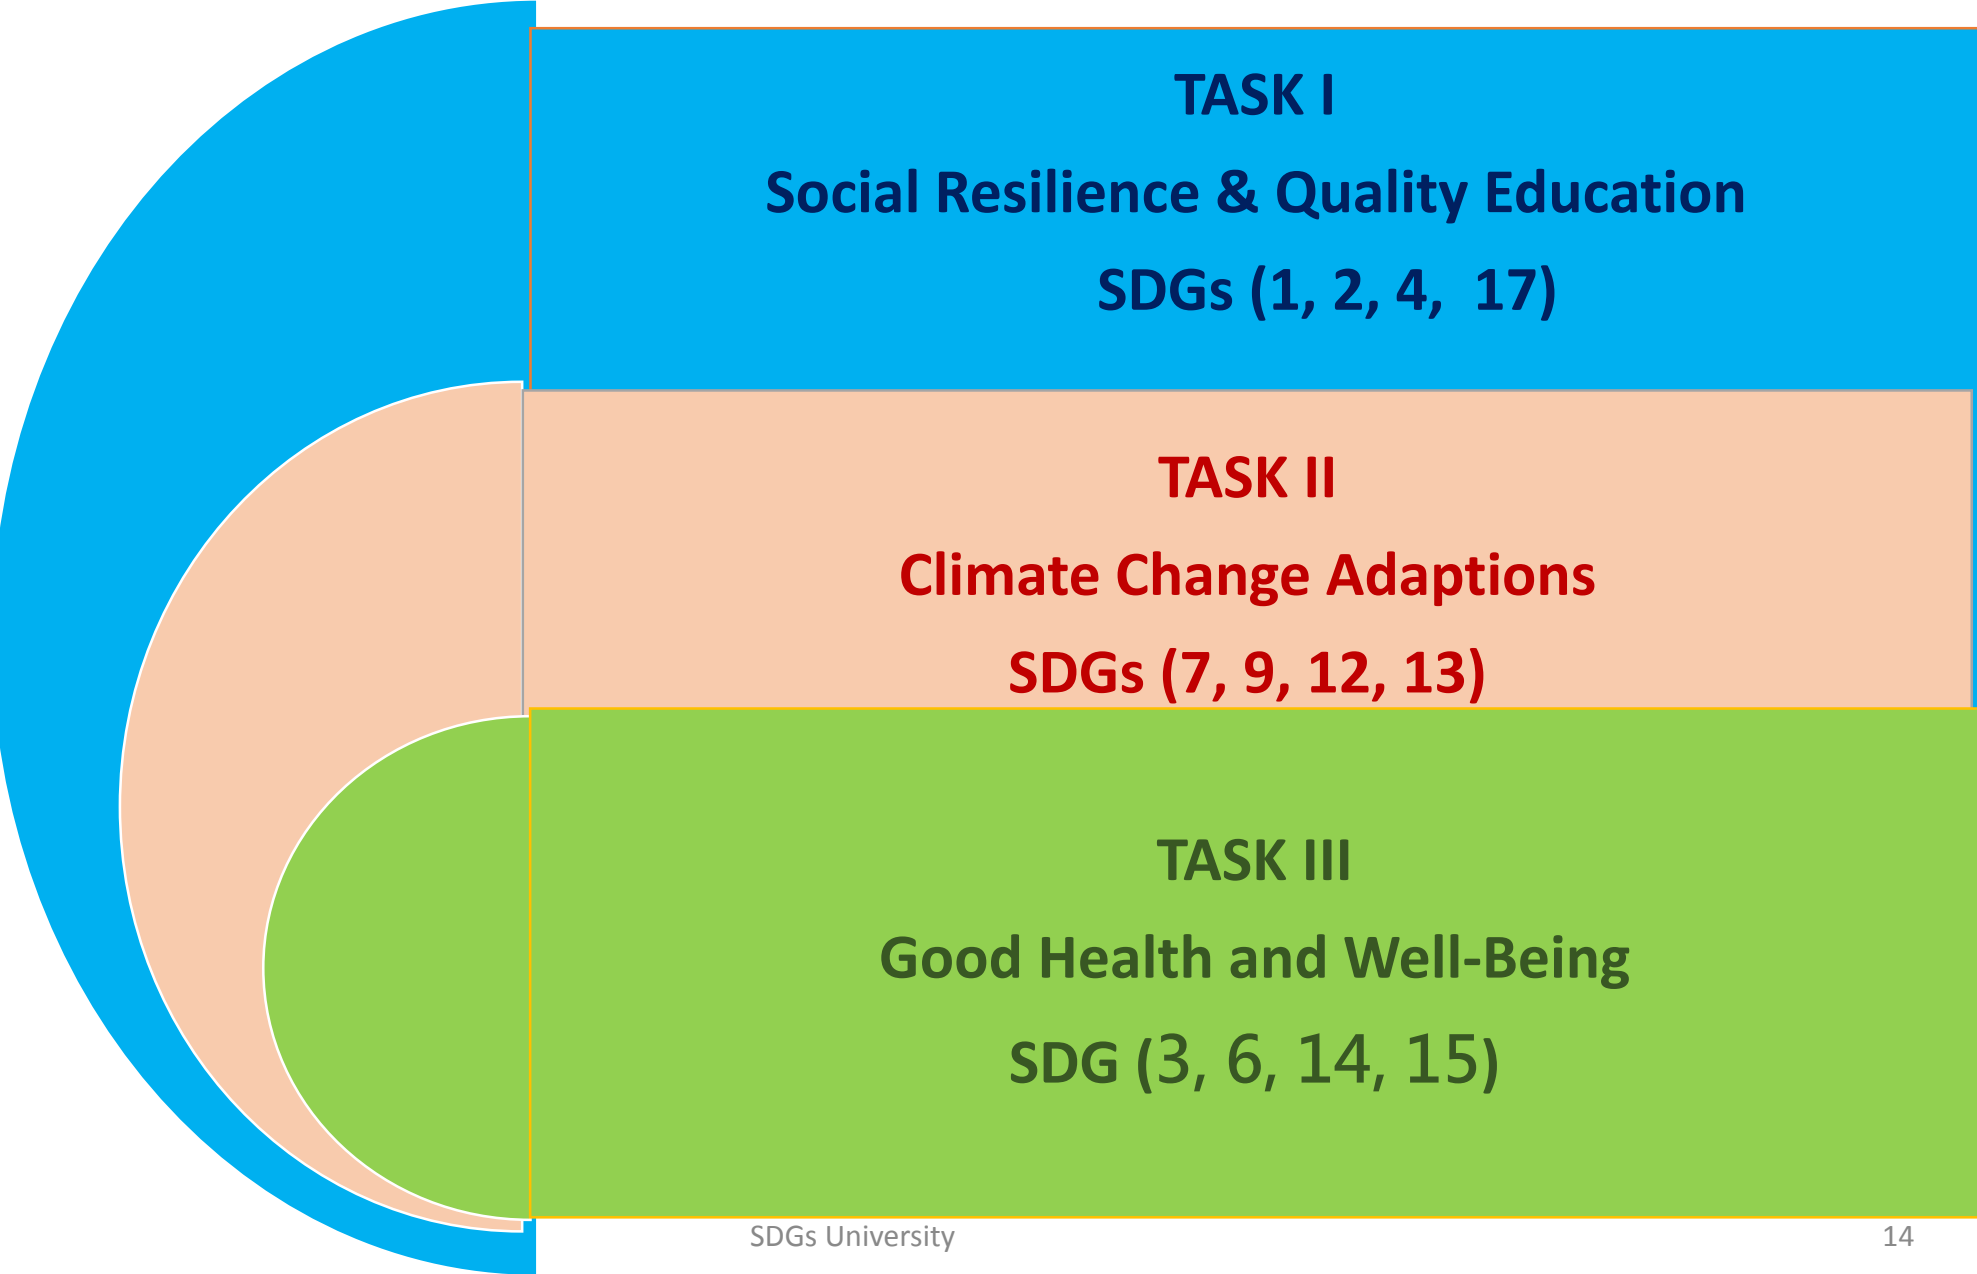 TASK I
Social Resilience & Quality Education
SDGs (1, 2, 4,  17)
TASK II
Climate Change Adaptions
SDGs (7, 9, 12, 13)
TASK III
Good Health and Well-Being
SDG (3, 6, 14, 15)
SDGs University
14